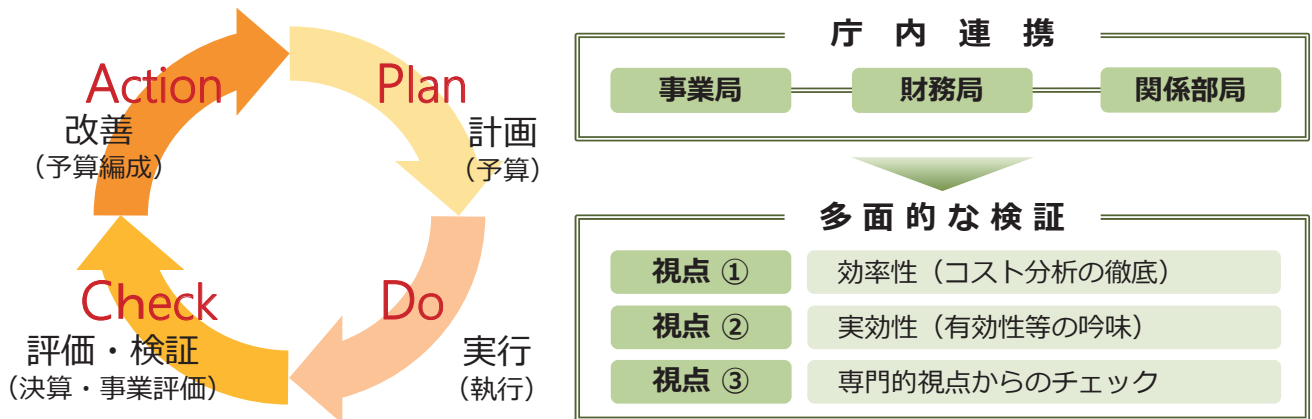 Action
改善
（予算編成）
Plan
計画
（予算）
Check
評価・検証
（決算・事業評価）
Do
実行
（執行）
庁内連携
事業局
財務局
関係部局
多面的な検証
視点 ①
効率性（コスト分析の徹底）
視点 ②
実効性（有効性等の吟味）
視点 ③
専門的視点からのチェック